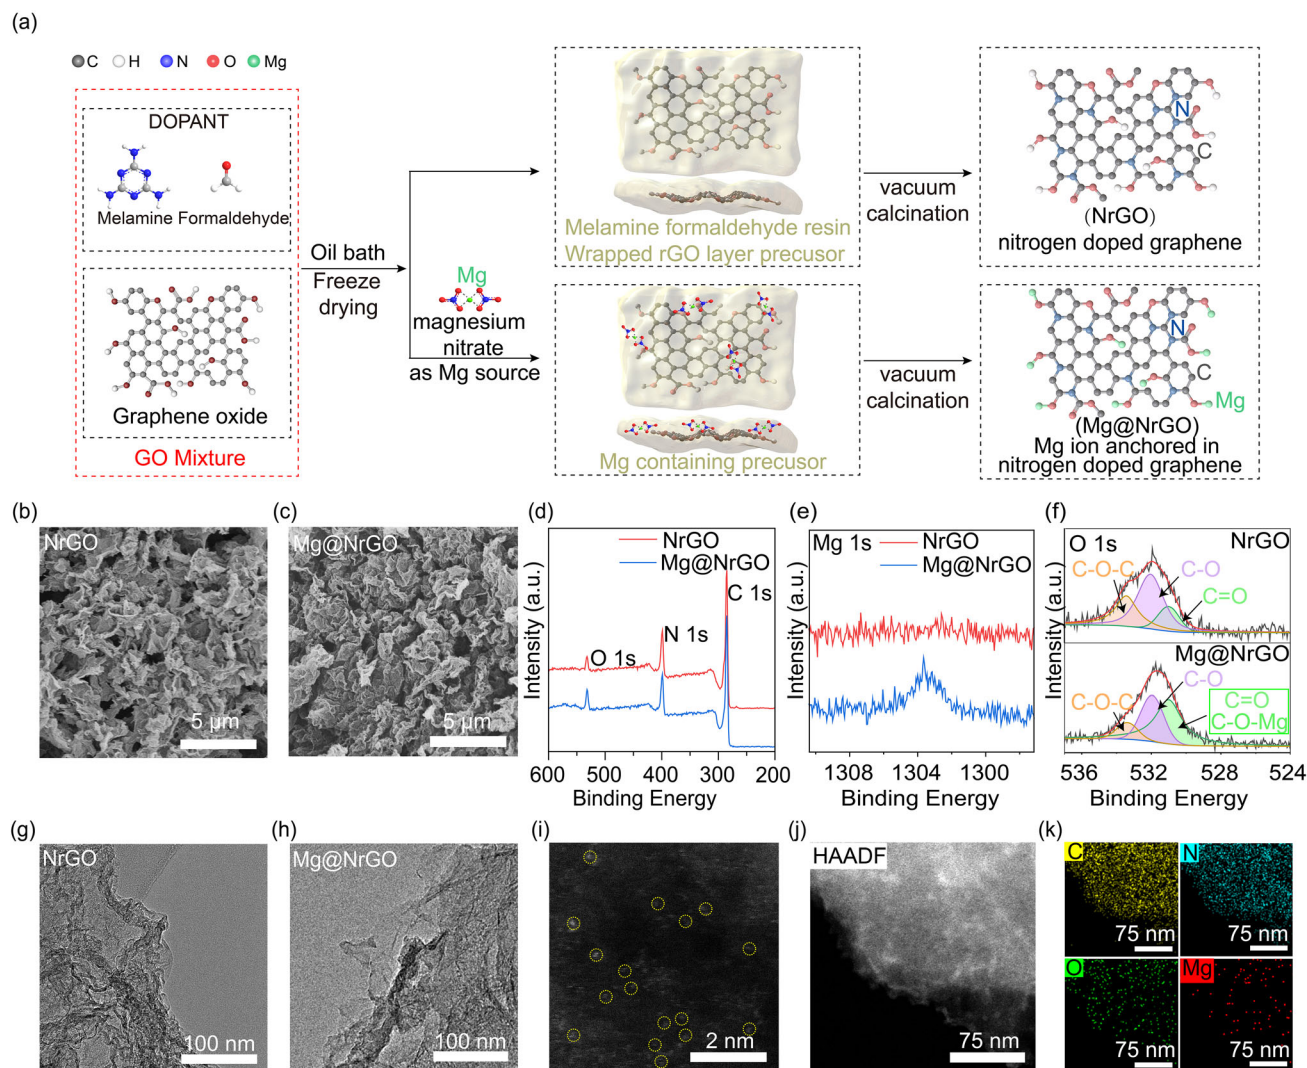 (a)
C H N O Mg
DOPANT
Melamine Formaldehyde
Graphene oxide
GO Mixture
Oil bath
Freeze
drying
Mg
magnesium
nitrate
as Mg source
Melamine formaldehyde resin
Wrapped rGO layer precusor
Mg containing precusor
vacuum
calcination
vacuum
calcination
N
C
(NrGO)
nitrogen doped graphene
N
C
Mg
(Mg@NrGO)
Mg ion anchored in
nitrogen doped graphene
(b)
NrGO
5 μm
(c)
Mg@NrGO
5 μm
(d)
NrGO
Mg@NrGO
C 1s
N 1s
O 1s
Intensity (a.u.)
600 400 300 200
Binding Energy
(e)
Mg 1s
NrGO
Mg@NrGO
Intensity (a.u.)
1308 1304 1300
Binding Energy
(f)
O 1s
NrGO
C-O-C
C-O
C=O
Mg@NrGO
C-O
C-O-C
C=O
C-O-Mg
Intensity (a.u.)
536 532 528 524
Binding Energy
(g)
NrGO
100 nm
(h)
Mg@NrGO
100 nm
(i)
2 nm
(j)
HAADF
75 nm
(k)
C
75 nm
N
75 nm
O
75 nm
Mg
75 nm